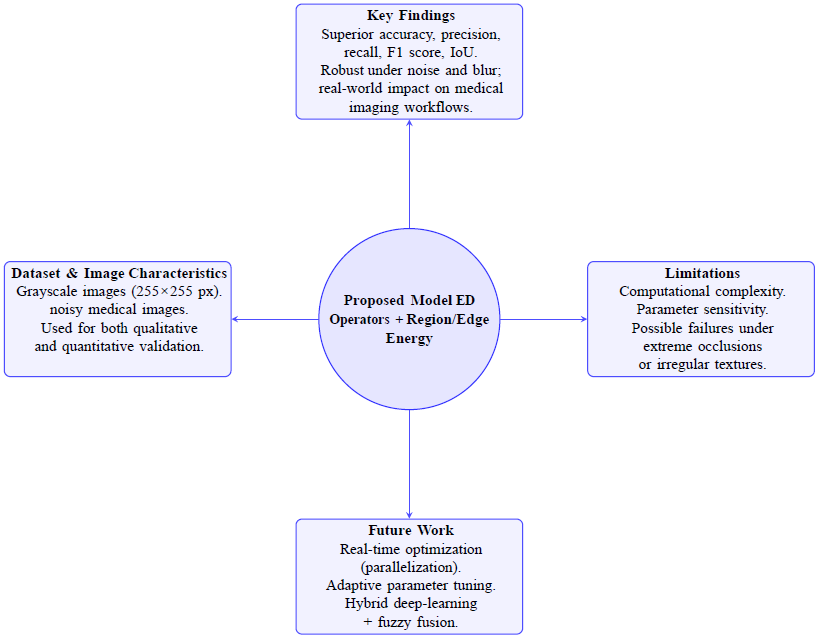 Key Findings
Superior accuracy, precision,
recall, F1 score, IoU.
Robust under noise and blur;
real-world impact on medical
imaging workflows.
Dataset & Image Characteristics
Grayscale images (255×255 px).
noisy medical images.
Used for both qualitative
and quantitative validation.
Proposed Model ED
Operators + Region/Edge
Energy
Limitations
Computational complexity.
Parameter sensitivity.
Possible failures under
extreme occlusions
or irregular textures.
Future Work
Real-time optimization
(parallelization).
Adaptive parameter tuning.
Hybrid deep-learning
+ fuzzy fusion.